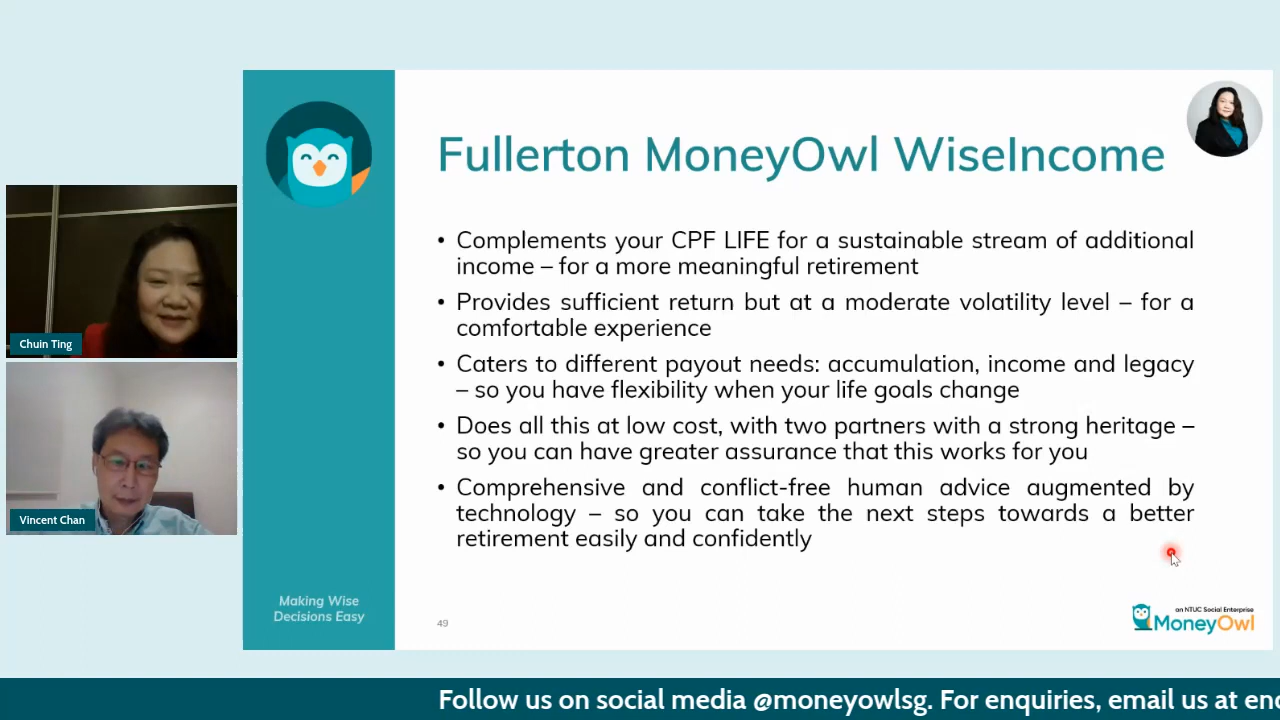 Fullerton MoneyOwl WiseIncome
• Complements your CPF LIFE for a sustainable stream of additional
income – for a more meaningful retirement
• Provides sufficient return but at a moderate volatility level – for a
comfortable experience
• Caters to different payout needs: accumulation, income and legacy
– so you have flexibility when your life goals change
• Does all this at low cost, with two partners with a strong heritage –
so you can have greater assurance that this works for you
• Comprehensive and conflict-free human advice augmented by
technology – so you can take the next steps towards a better
retirement easily and confidently
Chuin Ting
Vincent Chan
Making Wise
Decisions Easy
49
an NTUC Social Enterprise
MoneyOwl
Follow us on social media @moneyowlsg. For enquiries, email us at